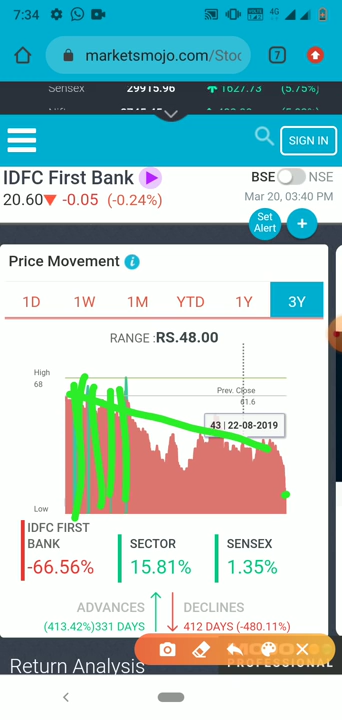 7:34
4G
marketsmojo.com/Stoc
7
Sensex 29915.96 1627.73 (5.75%)
SIGN IN
IDFC First Bank
BSE NSE
20.60 -0.05 (-0.24%)
Mar 20, 03:40 PM
Set
Alert
+
Price Movement i
1D 1W 1M YTD 1Y 3Y
RANGE :RS.48.00
High
68
Prev. Close
61.6
43 | 22-08-2019
Low
IDFC FIRST
BANK
-66.56%
SECTOR
15.81%
SENSEX
1.35%
ADVANCES
(413.42%)331 DAYS
DECLINES
412 DAYS (-480.11%)
Return Analysis
PROFESSIONAL